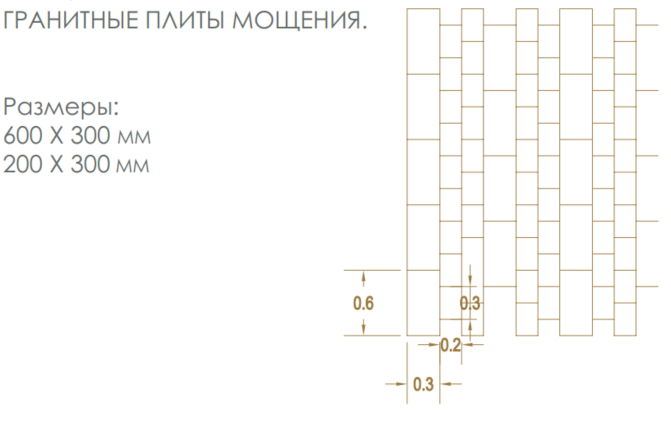 ГРАНИТНЫЕ ПЛИТЫ МОЩЕНИЯ.
Размеры:
600 X 300 мм
200 X 300 мм
0.6
0.3
0.2
0.3